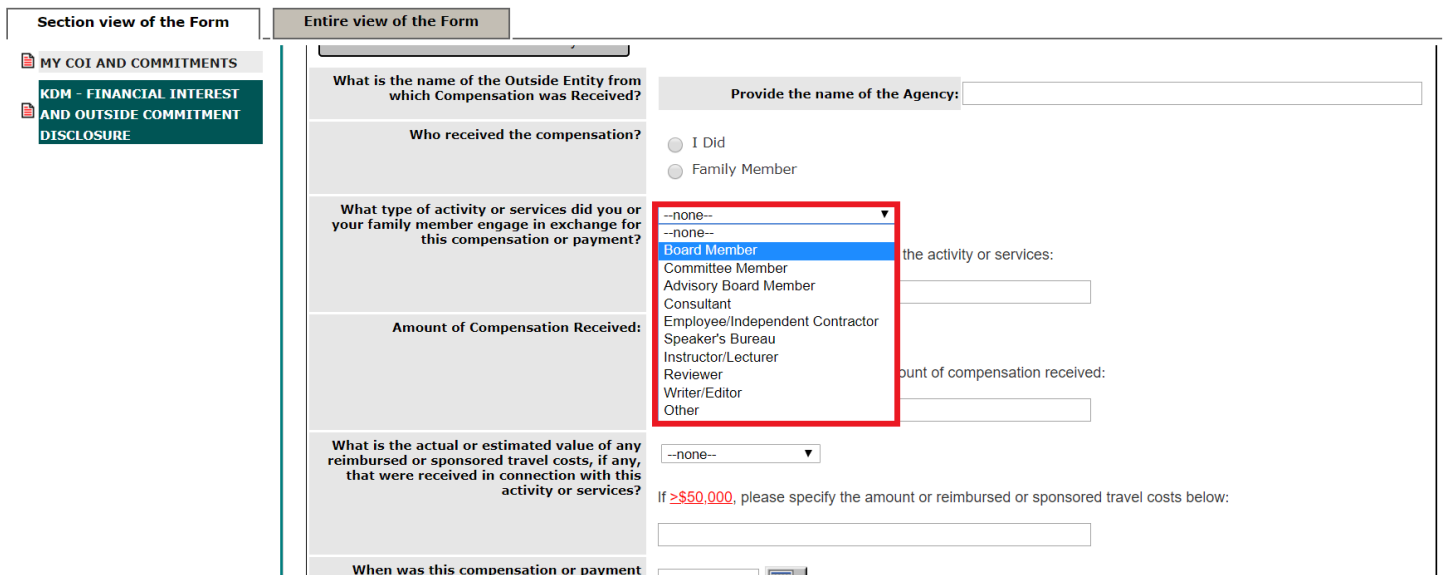 Section view of the Form
Entire view of the Form
MY COI AND COMMITMENTS
KDM - FINANCIAL INTEREST
AND OUTSIDE COMMITMENT
DISCLOSURE
What is the name of the Outside Entity from
which Compensation was Received?
Provide the name of the Agency:
Who received the compensation?
I Did
Family Member
What type of activity or services did you or
your family member engage in exchange for
this compensation or payment?
--none--
--none--
Board Member
Committee Member
Advisory Board Member
Consultant
Employee/Independent Contractor
Speaker's Bureau
Instructor/Lecturer
Reviewer
Writer/Editor
Other
the activity or services:
Amount of Compensation Received:
of compensation received:
What is the actual or estimated value of any
reimbursed or sponsored travel costs, if any,
that were received in connection with this
activity or services?
--none--
If >$50,000, please specify the amount or reimbursed or sponsored travel costs below:
When was this compensation or payment